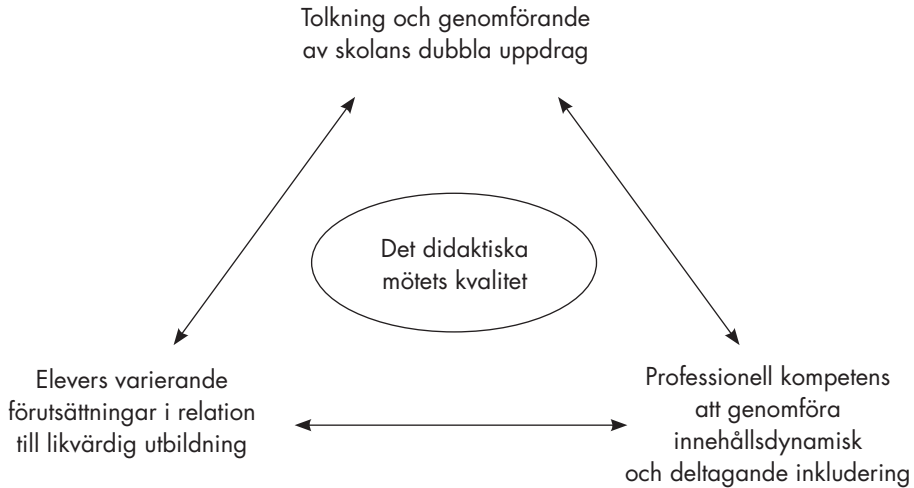 Tolkning och genomförande
av skolans dubbla uppdrag
Det didaktiska
mötets kvalitet
Elevers varierande
förutsättningar i relation
till likvärdig utbildning
Professionell kompetens
att genomföra
innehållsdynamisk
och deltagande inkludering